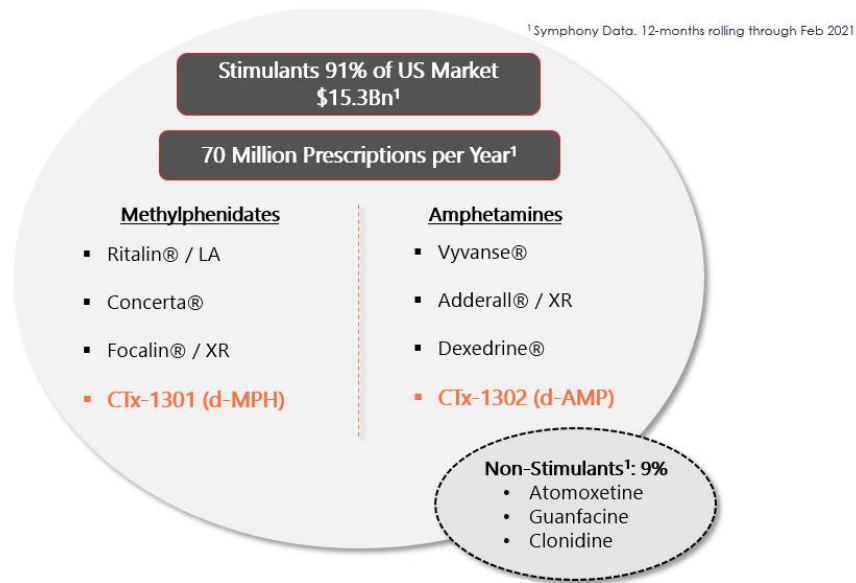 ¹ Symphony Data. 12-months rolling through Feb 2021
Stimulants 91% of US Market
$15.3Bn¹
70 Million Prescriptions per Year¹
Methylphenidates
▪ Ritalin® / LA
▪ Concerta®
▪ Focalin® / XR
▪ CTx-1301 (d-MPH)
Amphetamines
▪ Vyvanse®
▪ Adderall® / XR
▪ Dexedrine®
▪ CTx-1302 (d-AMP)
Non-Stimulants¹: 9%
• Atomoxetine
• Guanfacine
• Clonidine